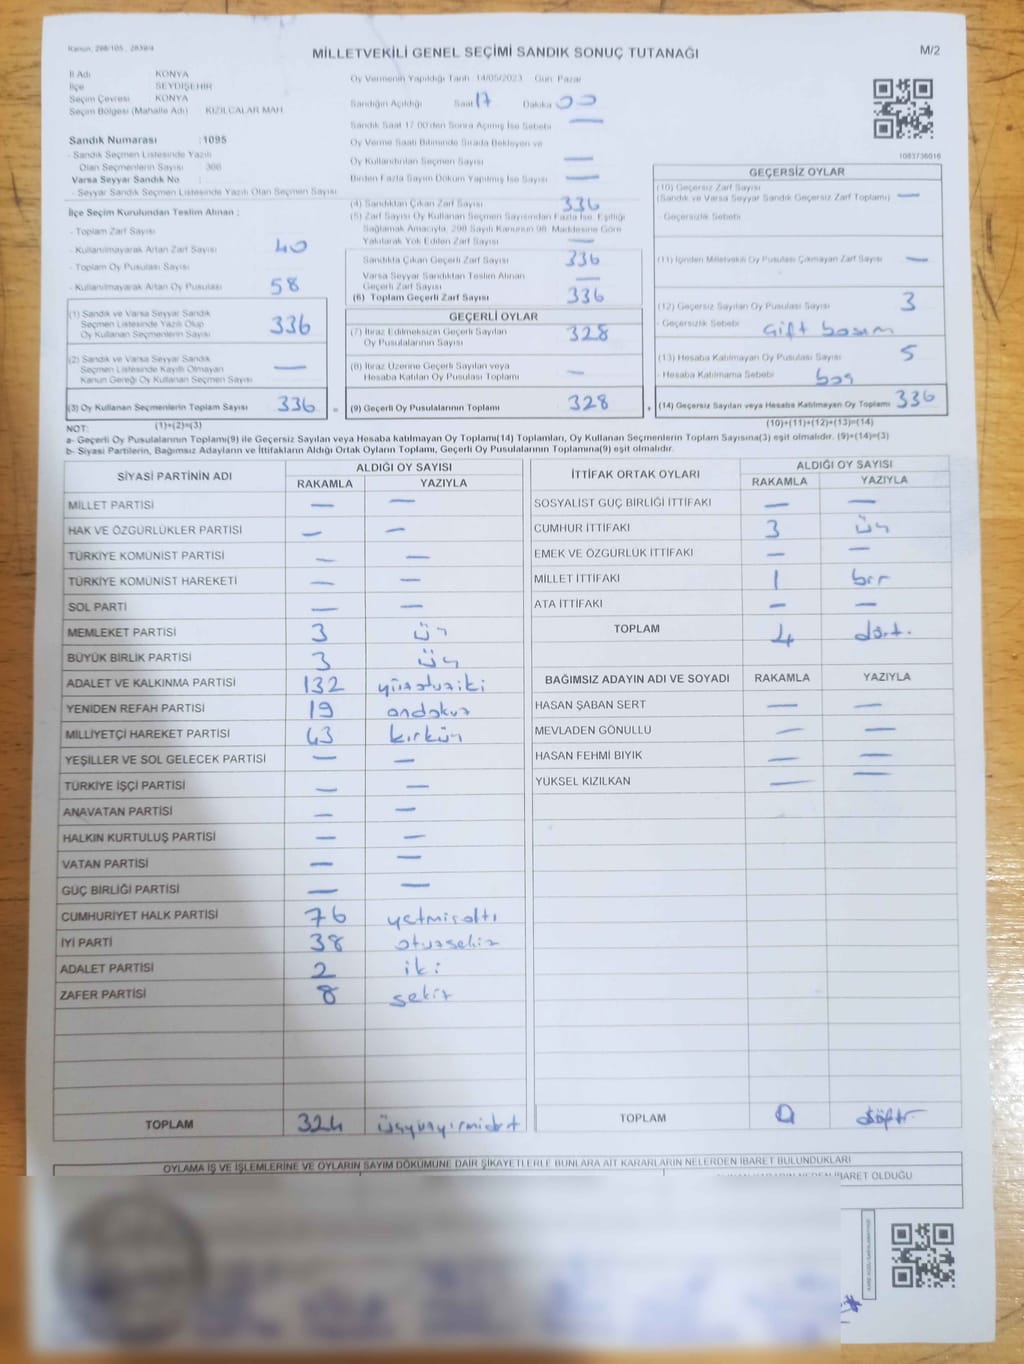 Kanun, 298/105 , 2839/4
MİLLETVEKİLİ GENEL SEÇİMİ SANDIK SONUÇ TUTANAĞI
M/2
İl Adı KONYA
İlçe SEYDİŞEHİR
Seçim Çevresi KONYA
Seçim Bölgesi (Mahalle Adı) KIZILCALAR MAH
Sandık Numarası :1095
- Sandık Seçmen Listesinde Yazılı
Olan Seçmenlerin Sayısı : 366
Varsa Seyyar Sandık No :
- Seyyar Sandık Seçmen Listesinde Yazılı Olan Seçmen Sayısı
İlçe Seçim Kurulundan Teslim Alınan ;
- Toplam Zarf Sayısı
- Kullanılmayarak Artan Zarf Sayısı 40
- Toplam Oy Pusulası Sayısı
- Kullanılmayarak Artan Oy Pusulası 58
(1) Sandık ve Varsa Seyyar Sandık
Seçmen Listesinde Yazılı Olup
Oy Kullanan Seçmenlerin Sayısı 336
(2) Sandık ve Varsa Seyyar Sandık
Seçmen Listesinde Kayıtlı Olmayan
Kanun Gereği Oy Kullanan Seçmen Sayısı —
(3) Oy Kullanan Seçmenlerin Toplam Sayısı 336
Oy Vermenin Yapıldığı Tarih :14/05/2023 Gün: Pazar
Sandığın Açıldığı Saat 17 Dakika 00
Sandık Saat 17:00'den Sonra Açımış İse Sebebi —
Oy Verme Saati Bitiminde Sırada Bekleyen ve
Oy Kullandırılan Seçmen Sayısı —
Birden Fazla Sayım Döküm Yapılmış İse Sayısı —
(4) Sandıktan Çıkan Zarf Sayısı 336
(5) Zarf Sayısı Oy Kullanan Seçmen Sayısından Fazla İse, Eşitliği
Sağlamak Amacıyla, 298 Sayılı Kanunun 98. Maddesine Göre
Yakılarak Yok Edilen Zarf Sayısı —
Sandıkta Çıkan Geçerli Zarf Sayısı 336
Varsa Seyyar Sandıktan Teslim Alınan
Geçerli Zarf Sayısı —
(6) Toplam Geçerli Zarf Sayısı 336
GEÇERLİ OYLAR
(7) İtiraz Edilmeksizin Geçerli Sayılan
Oy Pusulalarının Sayısı 328
(8) İtiraz Üzerine Geçerli Sayılan veya
Hesaba Katılan Oy Pusulası Toplamı —
= (9) Geçerli Oy Pusulalarının Toplamı 328
1083736016
GEÇERSİZ OYLAR
(10) Geçersiz Zarf Sayısı
(Sandık ve Varsa Seyyar Sandık Geçersiz Zarf Toplamı) —
- Geçersizlik Sebebi
(11) İçinden Milletvekili Oy Pusulası Çıkmayan Zarf Sayısı —
(12) Geçersiz Sayılan Oy Pusulası Sayısı 3
- Geçersizlik Sebebi Çift basım
(13) Hesaba Katılmayan Oy Pusulası Sayısı 5
- Hesaba Katılmama Sebebi boş
+ (14) Geçersiz Sayılan veya Hesaba Katılmayan Oy Toplamı 336
NOT: (1)+(2)=(3) (10)+(11)+(12)+(13)=(14)
a- Geçerli Oy Pusulalarının Toplamı(9) ile Geçersiz Sayılan veya Hesaba katılmayan Oy Toplamı(14) Toplamları, Oy Kullanan Seçmenlerin Toplam Sayısına(3) eşit olmalıdır. (9)+(14)=(3)
b- Siyasi Partilerin, Bağımsız Adayların ve İttifakların Aldığı Ortak Oyların Toplamı, Geçerli Oy Pusulalarının Toplamına(9) eşit olmalıdır.
SİYASİ PARTİNİN ADI ALDIĞI OY SAYISI
RAKAMLA YAZIYLA
MİLLET PARTİSİ — —
HAK VE ÖZGÜRLÜKLER PARTİSİ — —
TÜRKİYE KOMÜNİST PARTİSİ — —
TÜRKİYE KOMÜNİST HAREKETİ — —
SOL PARTİ — —
MEMLEKET PARTİSİ 3 üç
BÜYÜK BİRLİK PARTİSİ 3 üç
ADALET VE KALKINMA PARTİSİ 132 yüzotuziki
YENİDEN REFAH PARTİSİ 19 ondokuz
MİLLİYETÇİ HAREKET PARTİSİ 43 kırküç
YEŞİLLER VE SOL GELECEK PARTİSİ — —
TÜRKİYE İŞÇİ PARTİSİ — —
ANAVATAN PARTİSİ — —
HALKIN KURTULUŞ PARTİSİ — —
VATAN PARTİSİ — —
GÜÇ BİRLİĞİ PARTİSİ — —
CUMHURİYET HALK PARTİSİ 76 yetmişaltı
İYİ PARTİ 38 otuzsekiz
ADALET PARTİSİ 2 iki
ZAFER PARTİSİ 8 sekiz
TOPLAM 324 üçyüzyirmidört
İTTİFAK ORTAK OYLARI ALDIĞI OY SAYISI
RAKAMLA YAZIYLA
SOSYALİST GÜÇ BİRLİĞİ İTTİFAKI — —
CUMHUR İTTİFAKI 3 üç
EMEK VE ÖZGÜRLÜK İTTİFAKI — —
MİLLET İTTİFAKI 1 bir
ATA İTTİFAKI — —
TOPLAM 4 dört.
BAĞIMSIZ ADAYIN ADI VE SOYADI RAKAMLA YAZIYLA
HASAN ŞABAN SERT — —
MEVLADEN GÖNÜLLÜ — —
HASAN FEHMİ BIYIK — —
YÜKSEL KIZILKAN — —
TOPLAM 0
OYLAMA İŞ VE İŞLEMLERİNE VE OYLARIN SAYIM DÖKÜMÜNE DAİR ŞİKAYETLERLE BUNLARA AİT KARARLARIN NELERDEN İBARET BULUNDUKLARI
İBARET OLDUĞU